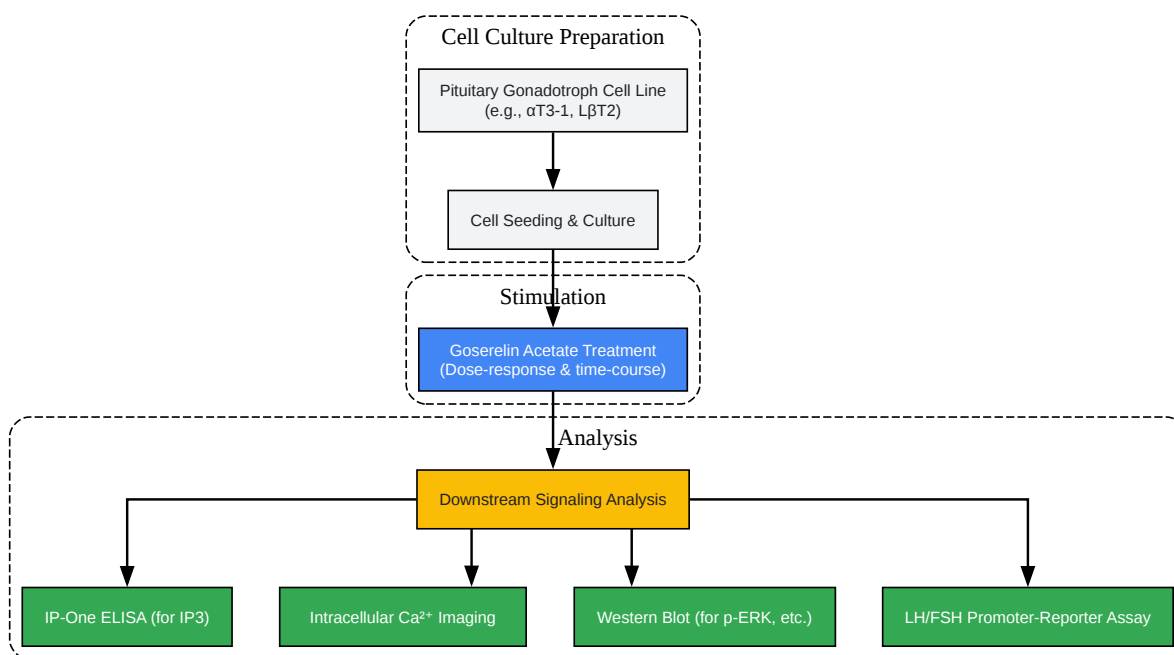 Cell Culture Preparation
Pituitary Gonadotroph Cell Line
(e.g., αT3-1, LβT2)
Cell Seeding & Culture
Stimulation
Goserelin Acetate Treatment
(Dose-response & time-course)
Analysis
Downstream Signaling Analysis
IP-One ELISA (for IP3)
Intracellular Ca²⁺ Imaging
Western Blot (for p-ERK, etc.)
LH/FSH Promoter-Reporter Assay